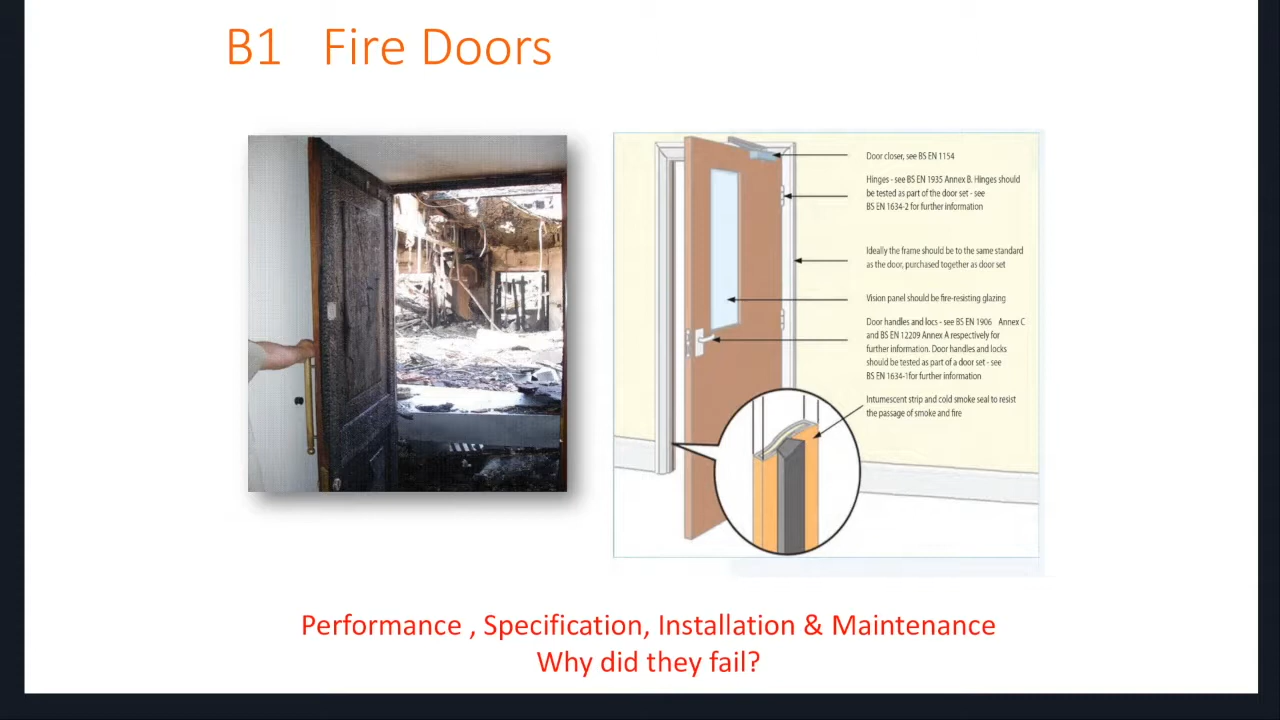 B1 Fire Doors
Door closer, see BS EN 1154
Hinges - see BS EN 1935 Annex B. Hinges should
be tested as part of the door set - see
BS EN 1634-2 for further information
Ideally the frame should be to the same standard
as the door, purchased together as door set
Vision panel should be fire-resisting glazing
Door handles and locs - see BS EN 1906 Annex C
and BS EN 12209 Annex A respectively for
further information. Door handles and locks
should be tested as part of a door set - see
BS EN 1634-1for further information
Intumescent strip and cold smoke seal to resist
the passage of smoke and fire
Performance , Specification, Installation & Maintenance
Why did they fail?